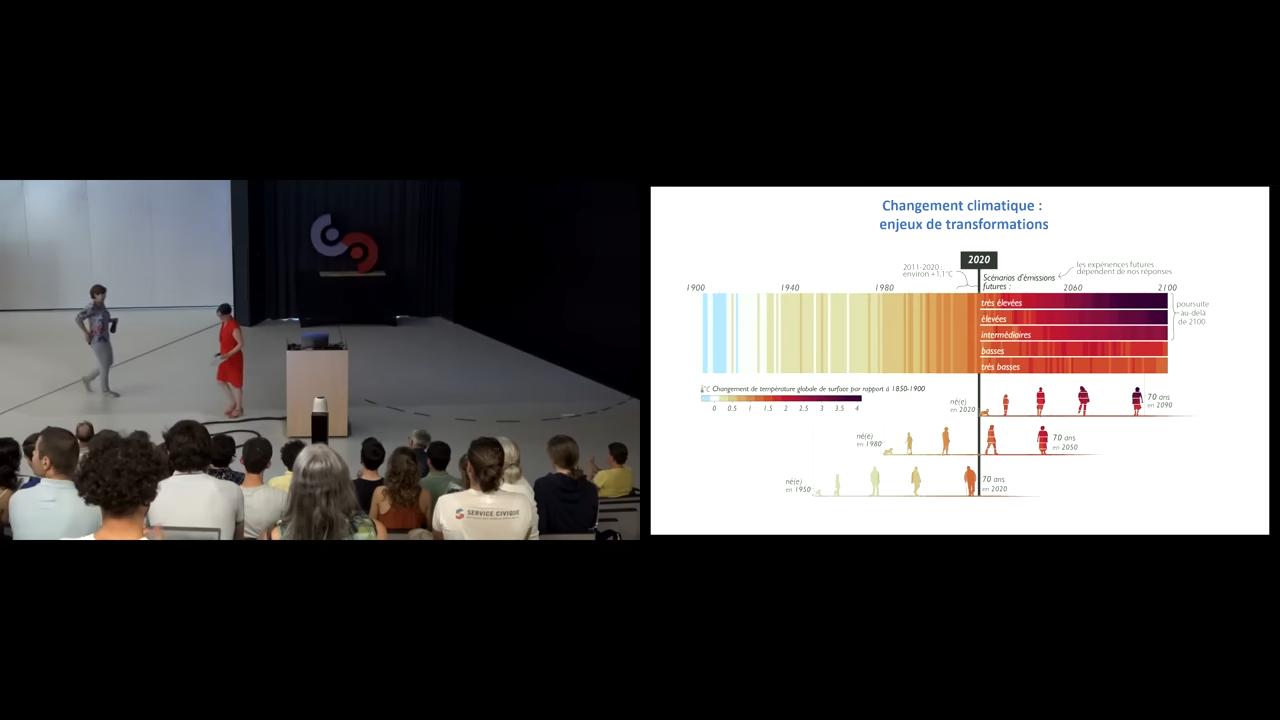 Changement climatique :
enjeux de transformations
2020
2011-2020 :
environ +1,1°C
les expériences futures
dépendent de nos réponses
Scénarios d'émissions
futures :
1900 1940 1980 2060 2100
très élevées
élevées
intermédiaires
basses
très basses
poursuite
au-delà
de 2100
°C Changement de température globale de surface par rapport à 1850-1900
0 0.5 1 1.5 2 2.5 3 3.5 4
né(e)
en 2020
70 ans
en 2090
né(e)
en 1980
70 ans
en 2050
né(e)
en 1950
70 ans
en 2020
SERVICE CIVIQUE